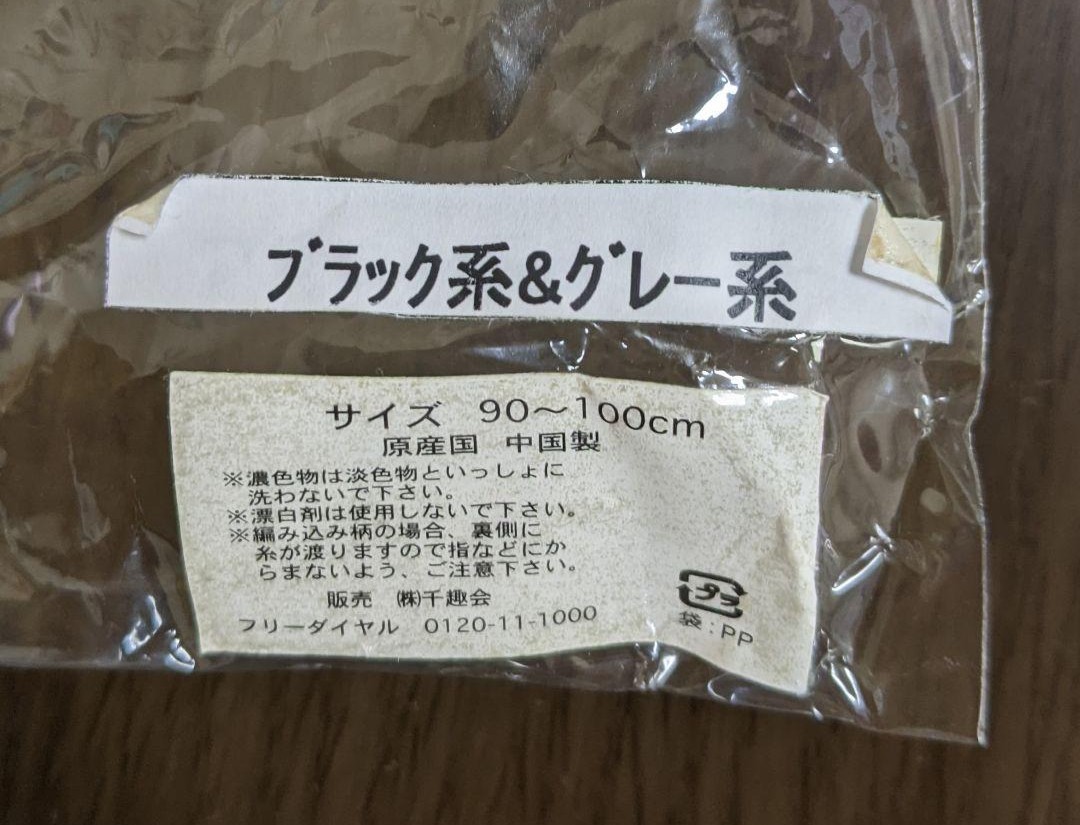 ブラック系&グレー系
サイズ 90～100cm
原産国 中国製
※濃色物は淡色物といっしょに
洗わないで下さい。
※漂白剤は使用しないで下さい。
※編み込み柄の場合、裏側に
糸が渡りますので指などにか
らまないよう、ご注意下さい。
販売 ㈱千趣会
フリーダイヤル 0120-11-1000
プラ
袋：PP